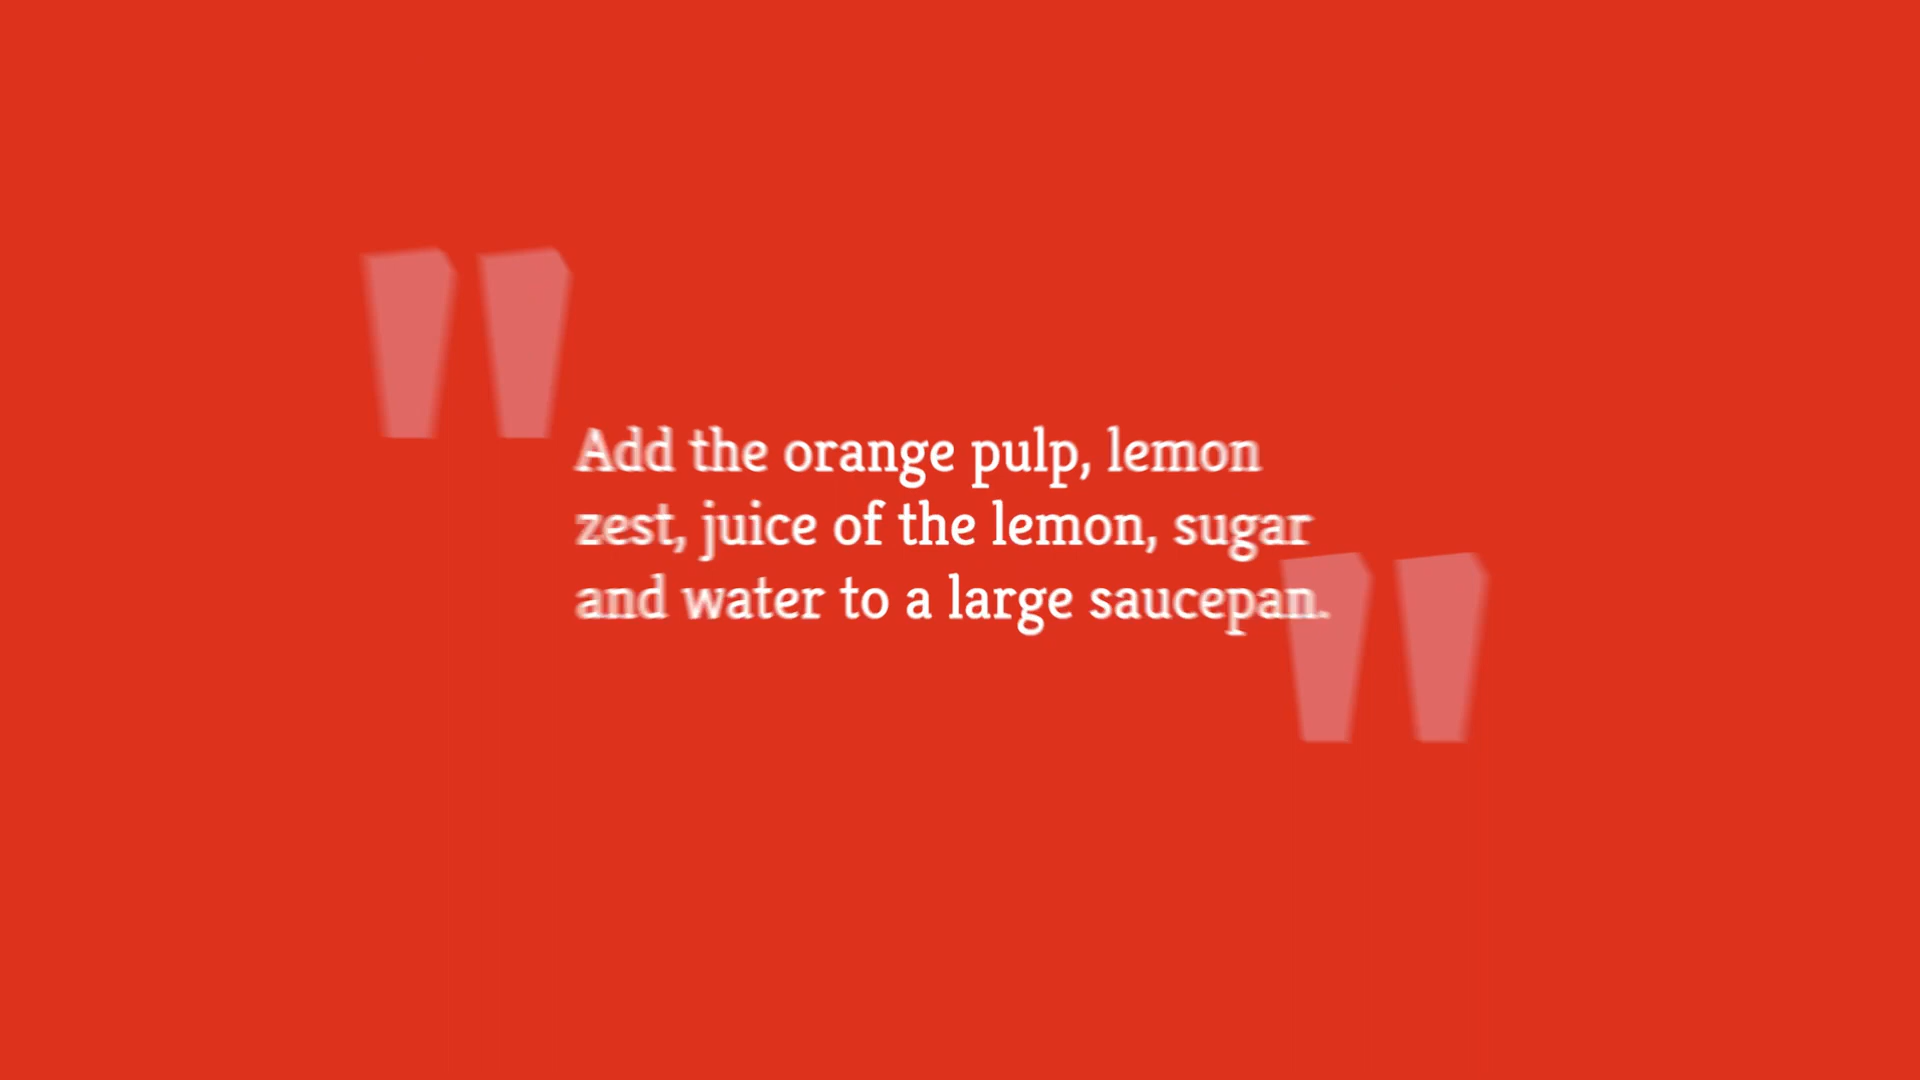 "Add the orange pulp, lemon
zest, juice of the lemon, sugar
and water to a large saucepan."